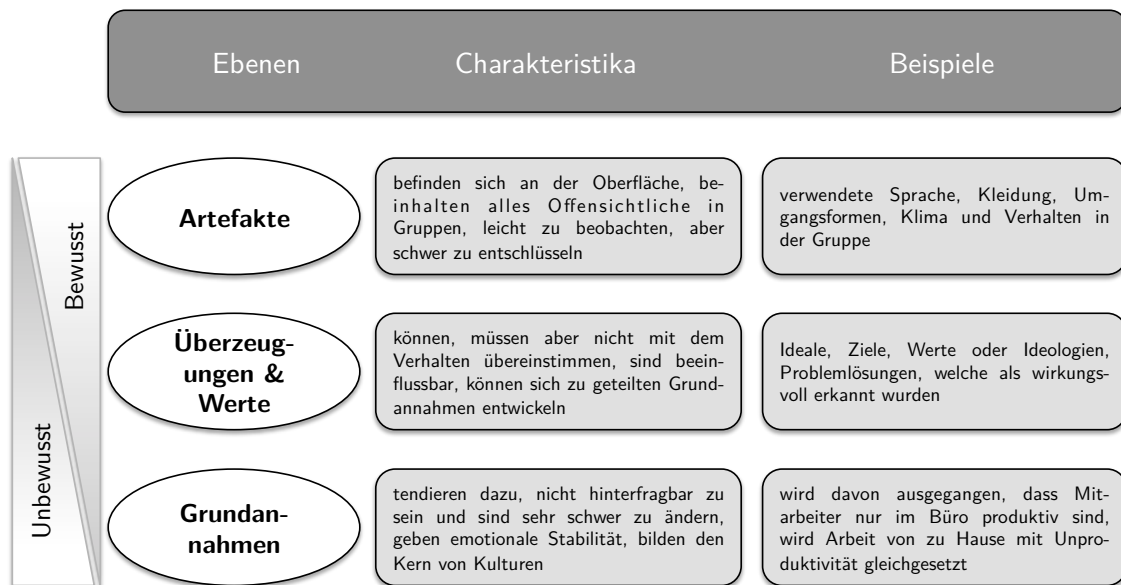 Ebenen Charakteristika Beispiele
Bewusst
Artefakte
befinden sich an der Oberfläche, be-
inhalten alles Offensichtliche in
Gruppen, leicht zu beobachten, aber
schwer zu entschlüsseln
verwendete Sprache, Kleidung, Um-
gangsformen, Klima und Verhalten in
der Gruppe
Überzeug-
ungen &
Werte
können, müssen aber nicht mit dem
Verhalten übereinstimmen, sind beein-
flussbar, können sich zu geteilten Grund-
annahmen entwickeln
Ideale, Ziele, Werte oder Ideologien,
Problemlösungen, welche als wirkungs-
voll erkannt wurden
Unbewusst
Grundan-
nahmen
tendieren dazu, nicht hinterfragbar zu
sein und sind sehr schwer zu ändern,
geben emotionale Stabilität, bilden den
Kern von Kulturen
wird davon ausgegangen, dass Mit-
arbeiter nur im Büro produktiv sind,
wird Arbeit von zu Hause mit Unpro-
duktivität gleichgesetzt